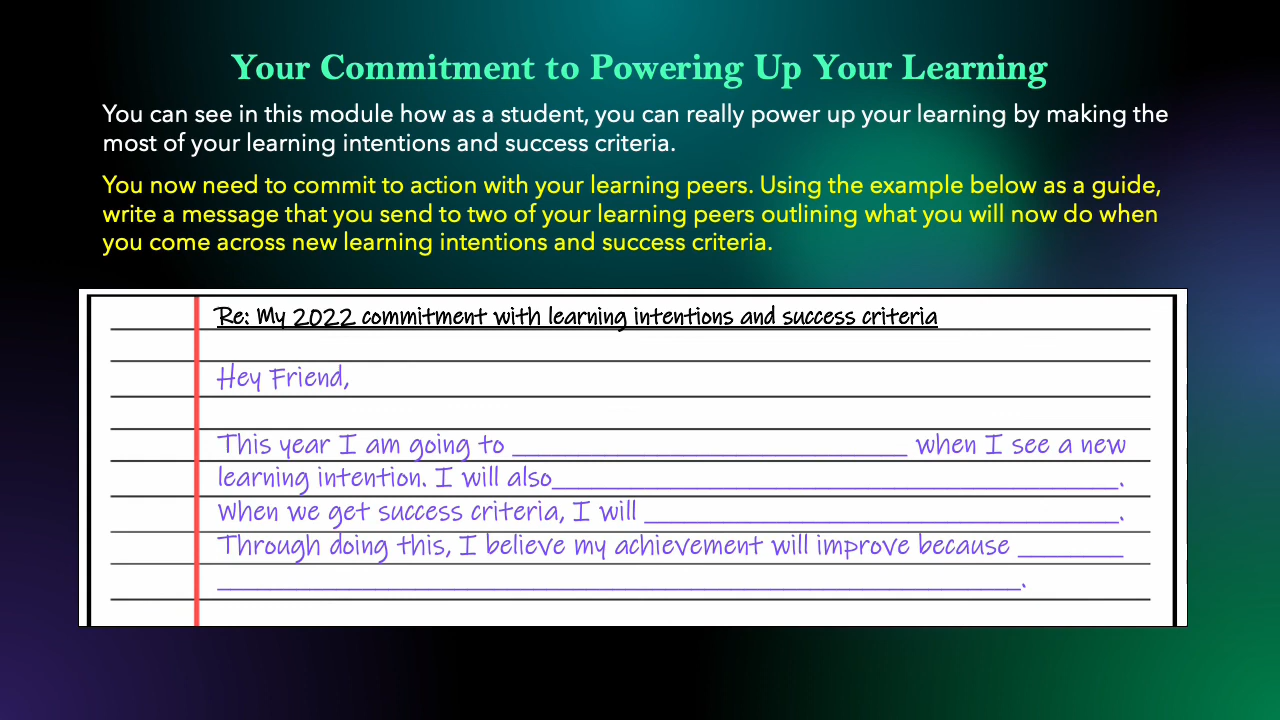 Your Commitment to Powering Up Your Learning
You can see in this module how as a student, you can really power up your learning by making the
most of your learning intentions and success criteria.
You now need to commit to action with your learning peers. Using the example below as a guide,
write a message that you send to two of your learning peers outlining what you will now do when
you come across new learning intentions and success criteria.
Re: My 2022 commitment with learning intentions and success criteria
Hey Friend,
This year I am going to ______________________________ when I see a new
learning intention. I will also___________________________________________.
When we get success criteria, I will ____________________________________.
Through doing this, I believe my achievement will improve because ________
_____________________________________________________________.